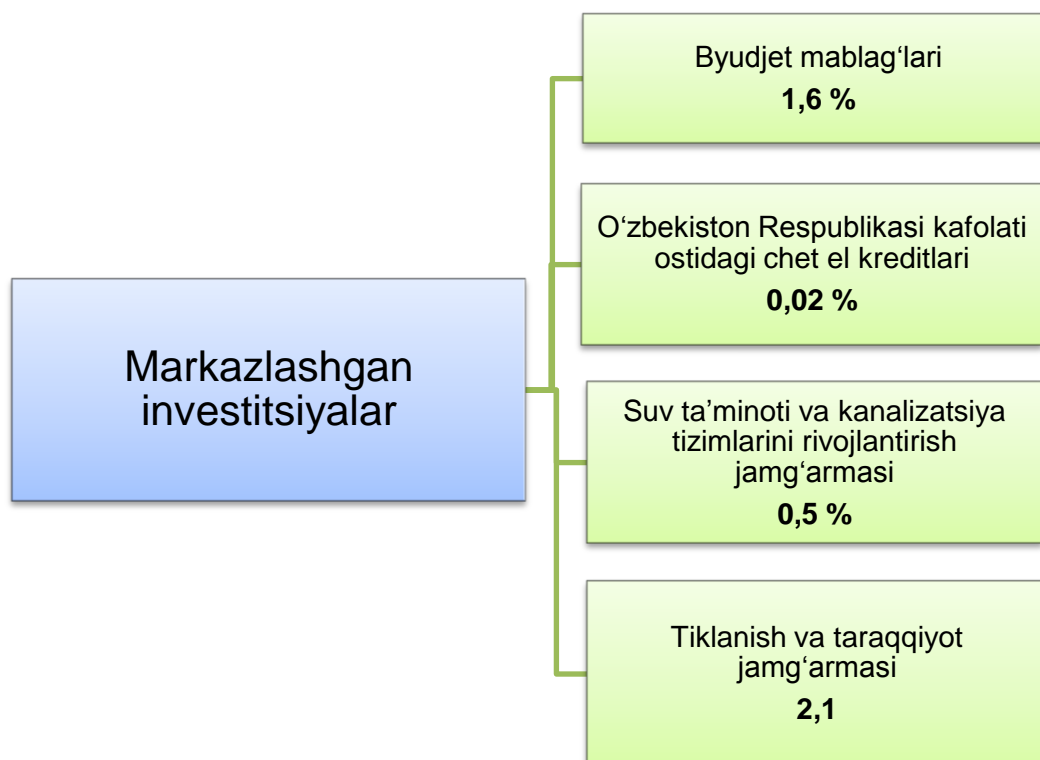 Markazlashgan
investitsiyalar
Byudjet mablag‘lari
1,6 %
O‘zbekiston Respublikasi kafolati
ostidagi chet el kreditlari
0,02 %
Suv ta’minoti va kanalizatsiya
tizimlarini rivojlantirish
jamg‘armasi
0,5 %
Tiklanish va taraqqiyot
jamg‘armasi
2,1